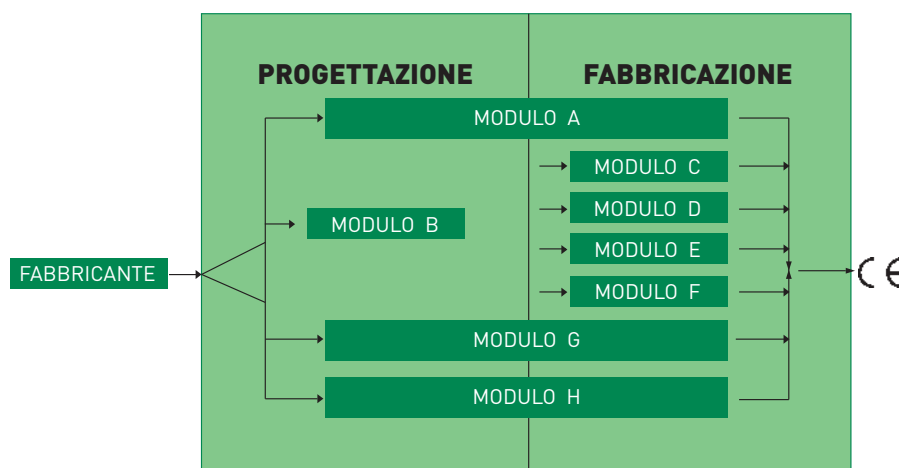 PROGETTAZIONE
FABBRICAZIONE
MODULO A
MODULO C
MODULO D
MODULO B
MODULO E
FABBRICANTE
MODULO F
MODULO G
MODULO H
CE